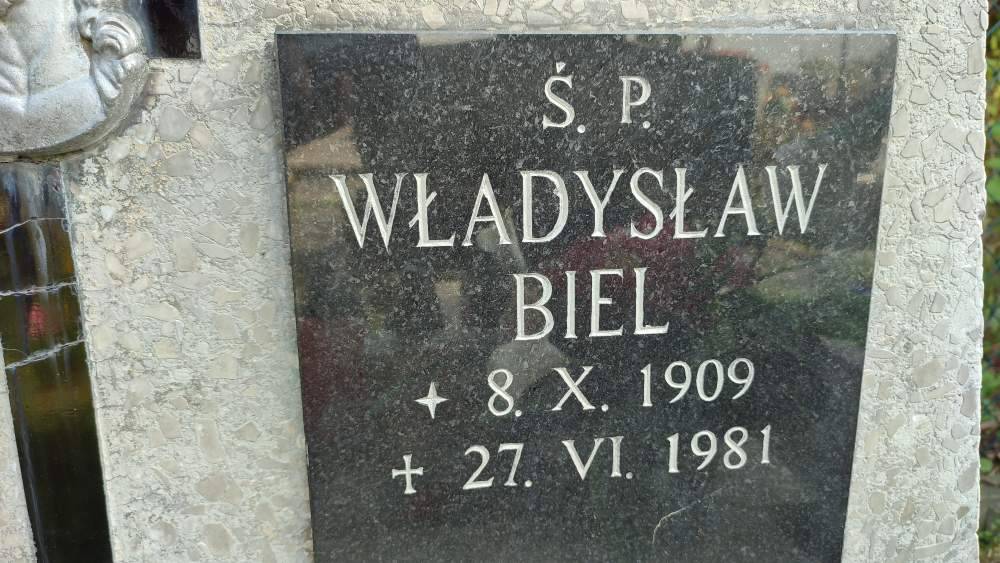 Ś. P.
WŁADYSŁAW
BIEL
✦ 8. X. 1909
✝ 27. VI. 1981